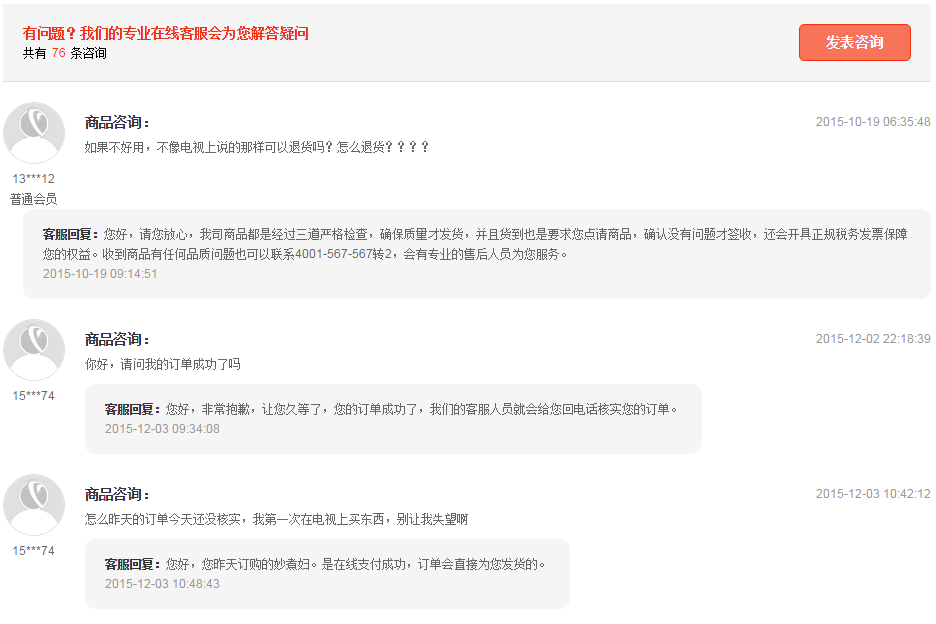 有问题？我们的专业在线客服会为您解答疑问
共有 76 条咨询
发表咨询
商品咨询：
2015-10-19 06:35:48
如果不好用，不像电视上说的那样可以退货吗？怎么退货？？？？
13***12
普通会员
客服回复：您好，请您放心，我司商品都是经过三道严格检查，确保质量才发货，并且货到也是要求您点请商品，确认没有问题才签收，还会开具正规税务发票保障
您的权益。收到商品有任何品质问题也可以联系4001-567-567转2，会有专业的售后人员为您服务。
2015-10-19 09:14:51
商品咨询：
2015-12-02 22:18:39
你好，请问我的订单成功了吗
15***74
客服回复：您好，非常抱歉，让您久等了，您的订单成功了，我们的客服人员就会给您回电话核实您的订单。
2015-12-03 09:34:08
商品咨询：
2015-12-03 10:42:12
怎么昨天的订单今天还没核实，我第一次在电视上买东西，别让我失望啊
15***74
客服回复：您好，您昨天订购的妙煮妇。是在线支付成功，订单会直接为您发货的。
2015-12-03 10:48:43